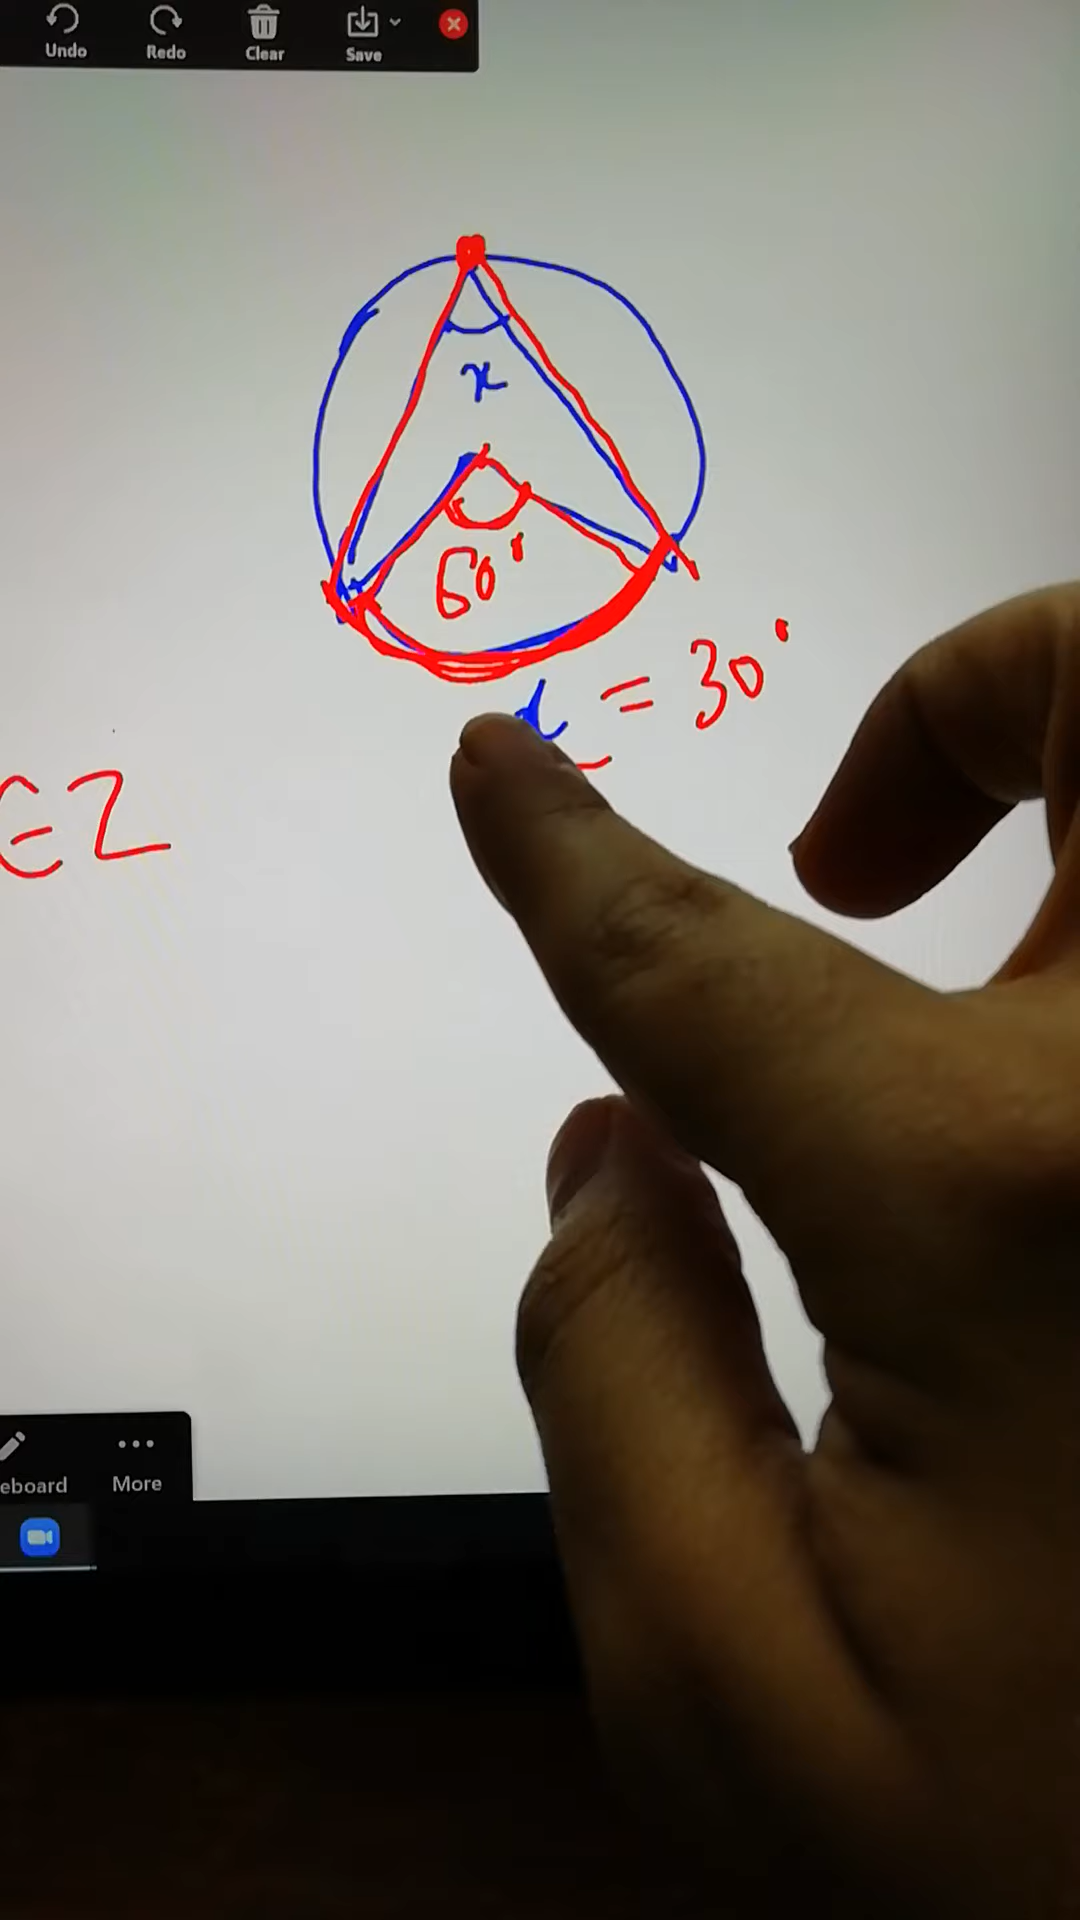 Undo Redo Clear Save
x
60°
x = 30°
∈ Z
eboard More